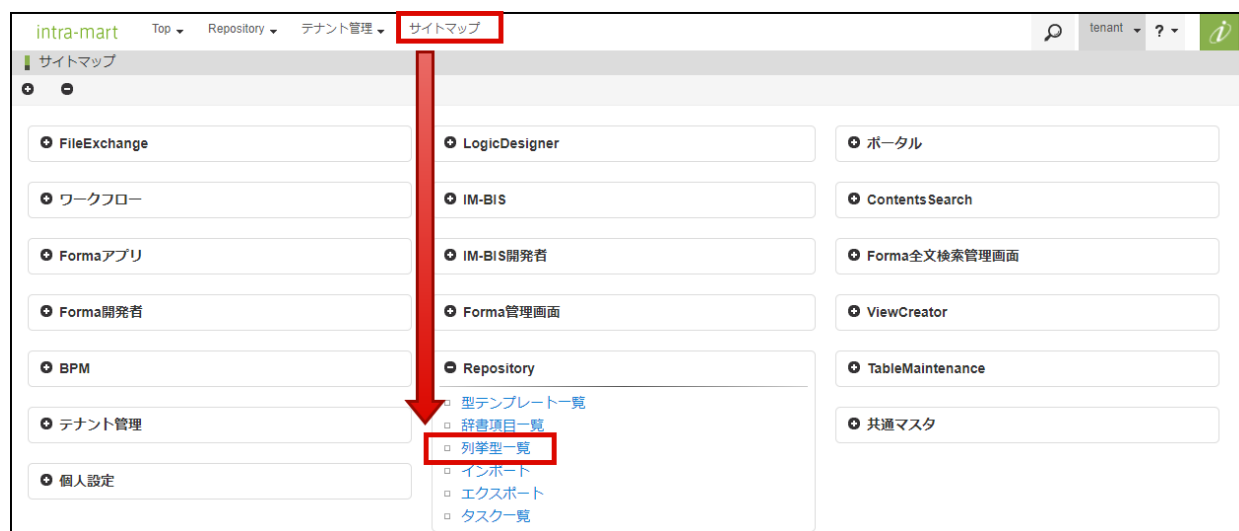 intra-mart Top Repository テナント管理 サイトマップ tenant ?
サイトマップ
FileExchange LogicDesigner ポータル
ワークフロー IM-BIS ContentsSearch
Formaアプリ IM-BIS開発者 Forma全文検索管理画面
Forma開発者 Forma管理画面 ViewCreator
BPM Repository TableMaintenance
型テンプレート一覧
テナント管理 辞書項目一覧 共通マスタ
列挙型一覧
個人設定 インポート
エクスポート
タスク一覧